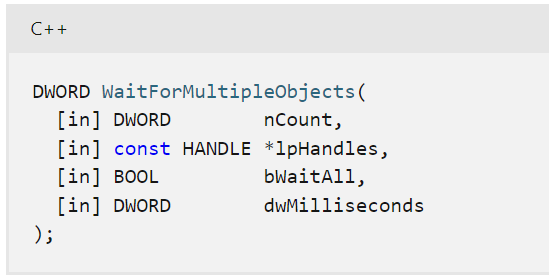 C++
DWORD WaitForMultipleObjects(
  [in] DWORD        nCount,
  [in] const HANDLE *lpHandles,
  [in] BOOL         bWaitAll,
  [in] DWORD        dwMilliseconds
);